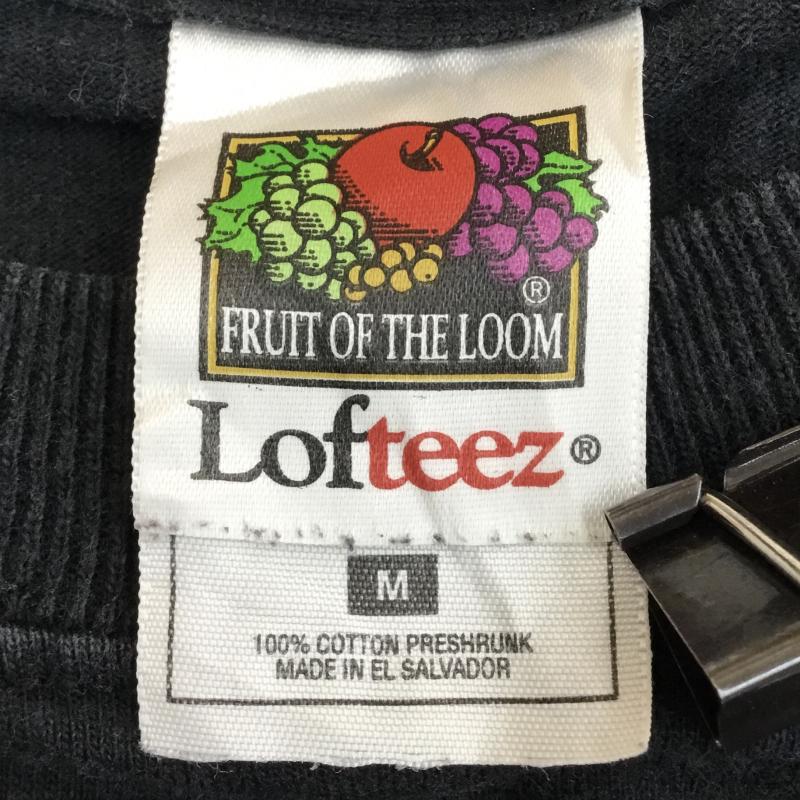 ®
FRUIT OF THE LOOM
Lofteez®
M
100% COTTON PRESHRUNK
MADE IN EL SALVADOR